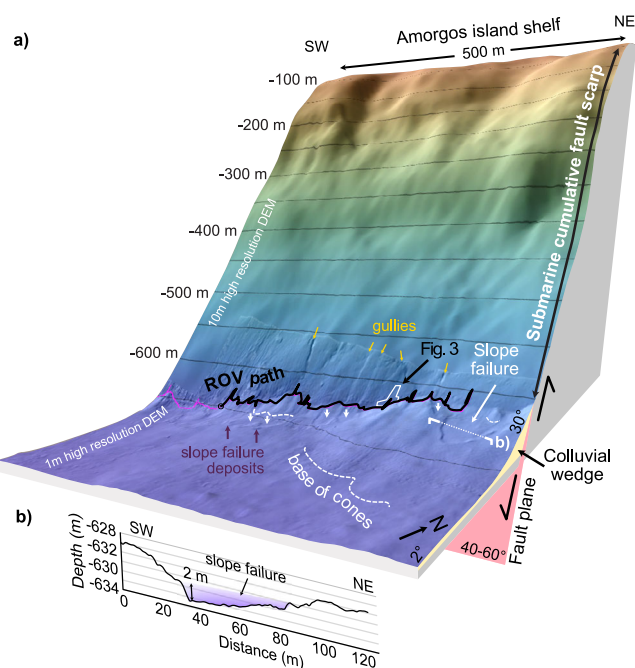 a)
SW
Amorgos island shelf
NE
500 m
-100 m
-200 m
-300 m
-400 m
-500 m
-600 m
10m high resolution DEM
1m high resolution DEM
Submarine cumulative fault scarp
gullies
Fig. 3
Slope
failure
ROV path
b)
30°
slope failure
deposits
base of cones
Colluvial
wedge
N
2°
Fault plane
40-60°
b)
SW
NE
slope failure
2 m
Depth (m)
-628
-632
-630
-634
0
20
40
60
80
100
120
Distance (m)